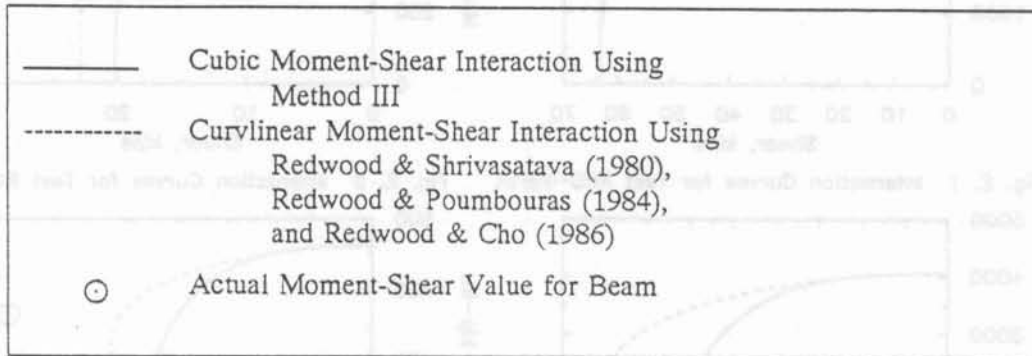 Cubic Moment-Shear Interaction Using
Method III
Curvlinear Moment-Shear Interaction Using
Redwood & Shrivasatava (1980),
Redwood & Poumbouras (1984),
and Redwood & Cho (1986)
Actual Moment-Shear Value for Beam